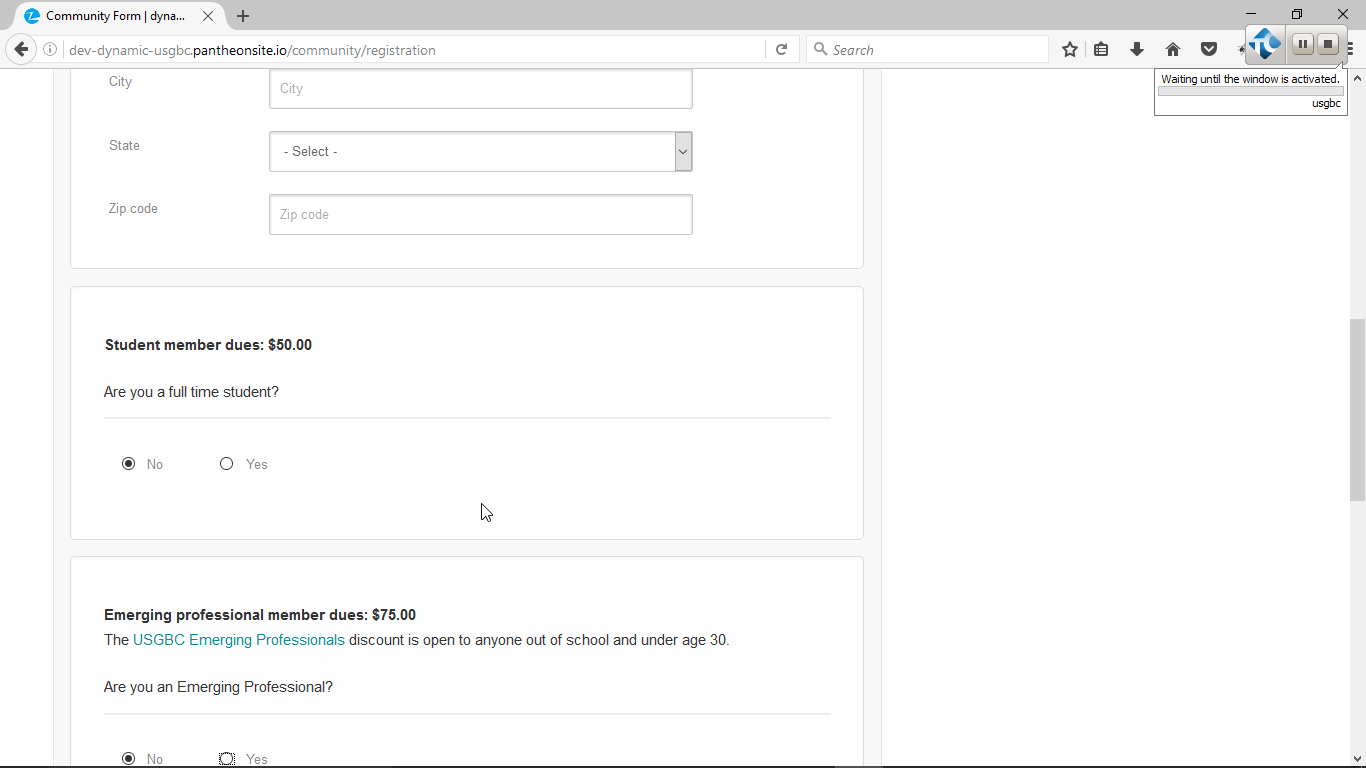 Community Form | dyna...
dev-dynamic-usgbc.pantheonsite.io/community/registration
Search
Waiting until the window is activated.
usgbc
City
City
State
- Select -
Zip code
Zip code
Student member dues: $50.00
Are you a full time student?
No Yes
Emerging professional member dues: $75.00
The USGBC Emerging Professionals discount is open to anyone out of school and under age 30.
Are you an Emerging Professional?
No Yes